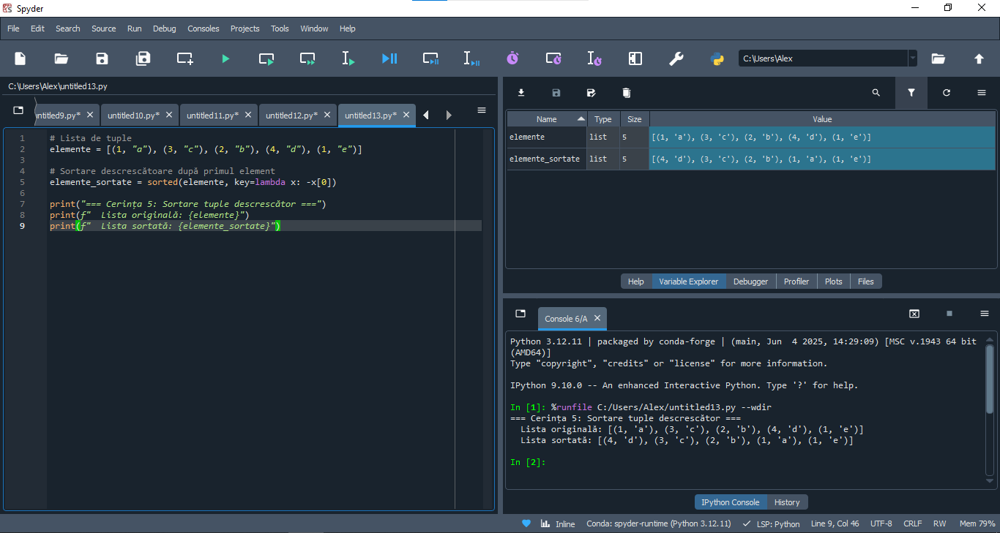 Spyder
File Edit Search Source Run Debug Consoles Projects Tools Window Help
C:\Users\Alex
C:\Users\Alex\untitled13.py
ntitled9.py* untitled10.py* untitled11.py* untitled12.py* untitled13.py*
1 # Lista de tuple
2 elemente = [(1, "a"), (3, "c"), (2, "b"), (4, "d"), (1, "e")]
3
4 # Sortare descrescătoare după primul element
5 elemente_sortate = sorted(elemente, key=lambda x: -x[0])
6
7 print("=== Cerința 5: Sortare tuple descrescător ===")
8 print(f"  Lista originală: {elemente}")
9 print(f"  Lista sortată: {elemente_sortate}")
Name Type Size Value
elemente list 5 [(1, 'a'), (3, 'c'), (2, 'b'), (4, 'd'), (1, 'e')]
elemente_sortate list 5 [(4, 'd'), (3, 'c'), (2, 'b'), (1, 'a'), (1, 'e')]
Help Variable Explorer Debugger Profiler Plots Files
Console 6/A
Python 3.12.11 | packaged by conda-forge | (main, Jun  4 2025, 14:29:09) [MSC v.1943 64 bit
(AMD64)]
Type "copyright", "credits" or "license" for more information.
IPython 9.10.0 -- An enhanced Interactive Python. Type '?' for help.
In [1]: %runfile C:/Users/Alex/untitled13.py --wdir
=== Cerința 5: Sortare tuple descrescător ===
  Lista originală: [(1, 'a'), (3, 'c'), (2, 'b'), (4, 'd'), (1, 'e')]
  Lista sortată: [(4, 'd'), (3, 'c'), (2, 'b'), (1, 'a'), (1, 'e')]
In [2]:
IPython Console History
Inline Conda: spyder-runtime (Python 3.12.11) LSP: Python Line 9, Col 46 UTF-8 CRLF RW Mem 79%